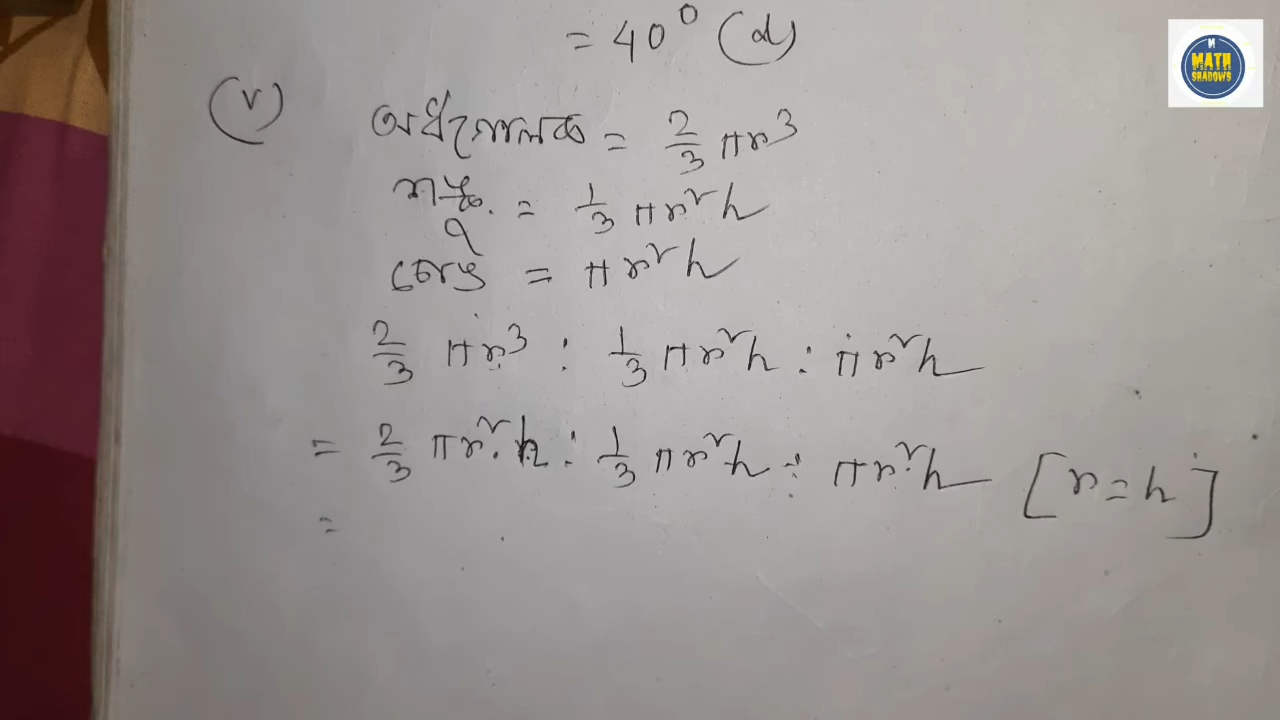 = 40° (d)
M
MATH
SHADOWS
(v)
অর্ধগোলক = 2/3 πr³
শঙ্কু = 1/3 πr²h
চোঙ = πr²h
2/3 πr³ : 1/3 πr²h : πr²h
= 2/3 πr².h : 1/3 πr²h : πr²h [r=h]
=